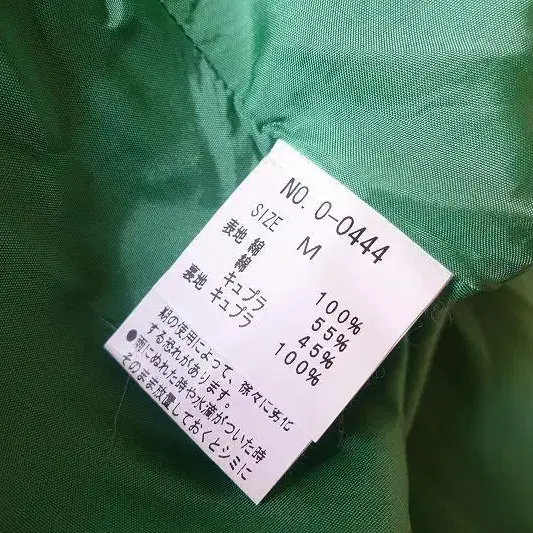 NO. 0-0444
SIZE M
表地 綿 100%
綿 55%
キュプラ 45%
裏地 キュプラ 100%
の使用によって、徐々に劣化
する恐れがあります。
にぬれた時や水滴がついた時
そのまま放置しておくとシミに